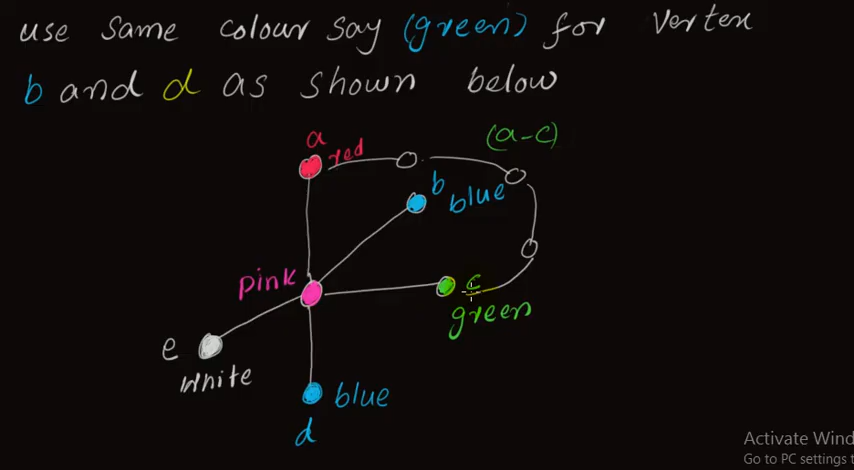 use same colour say (green) for vertex
b and d as shown below
a
red
(a-c)
b
blue
pink
c
green
e
white
blue
d
Activate Wind
Go to PC settings t